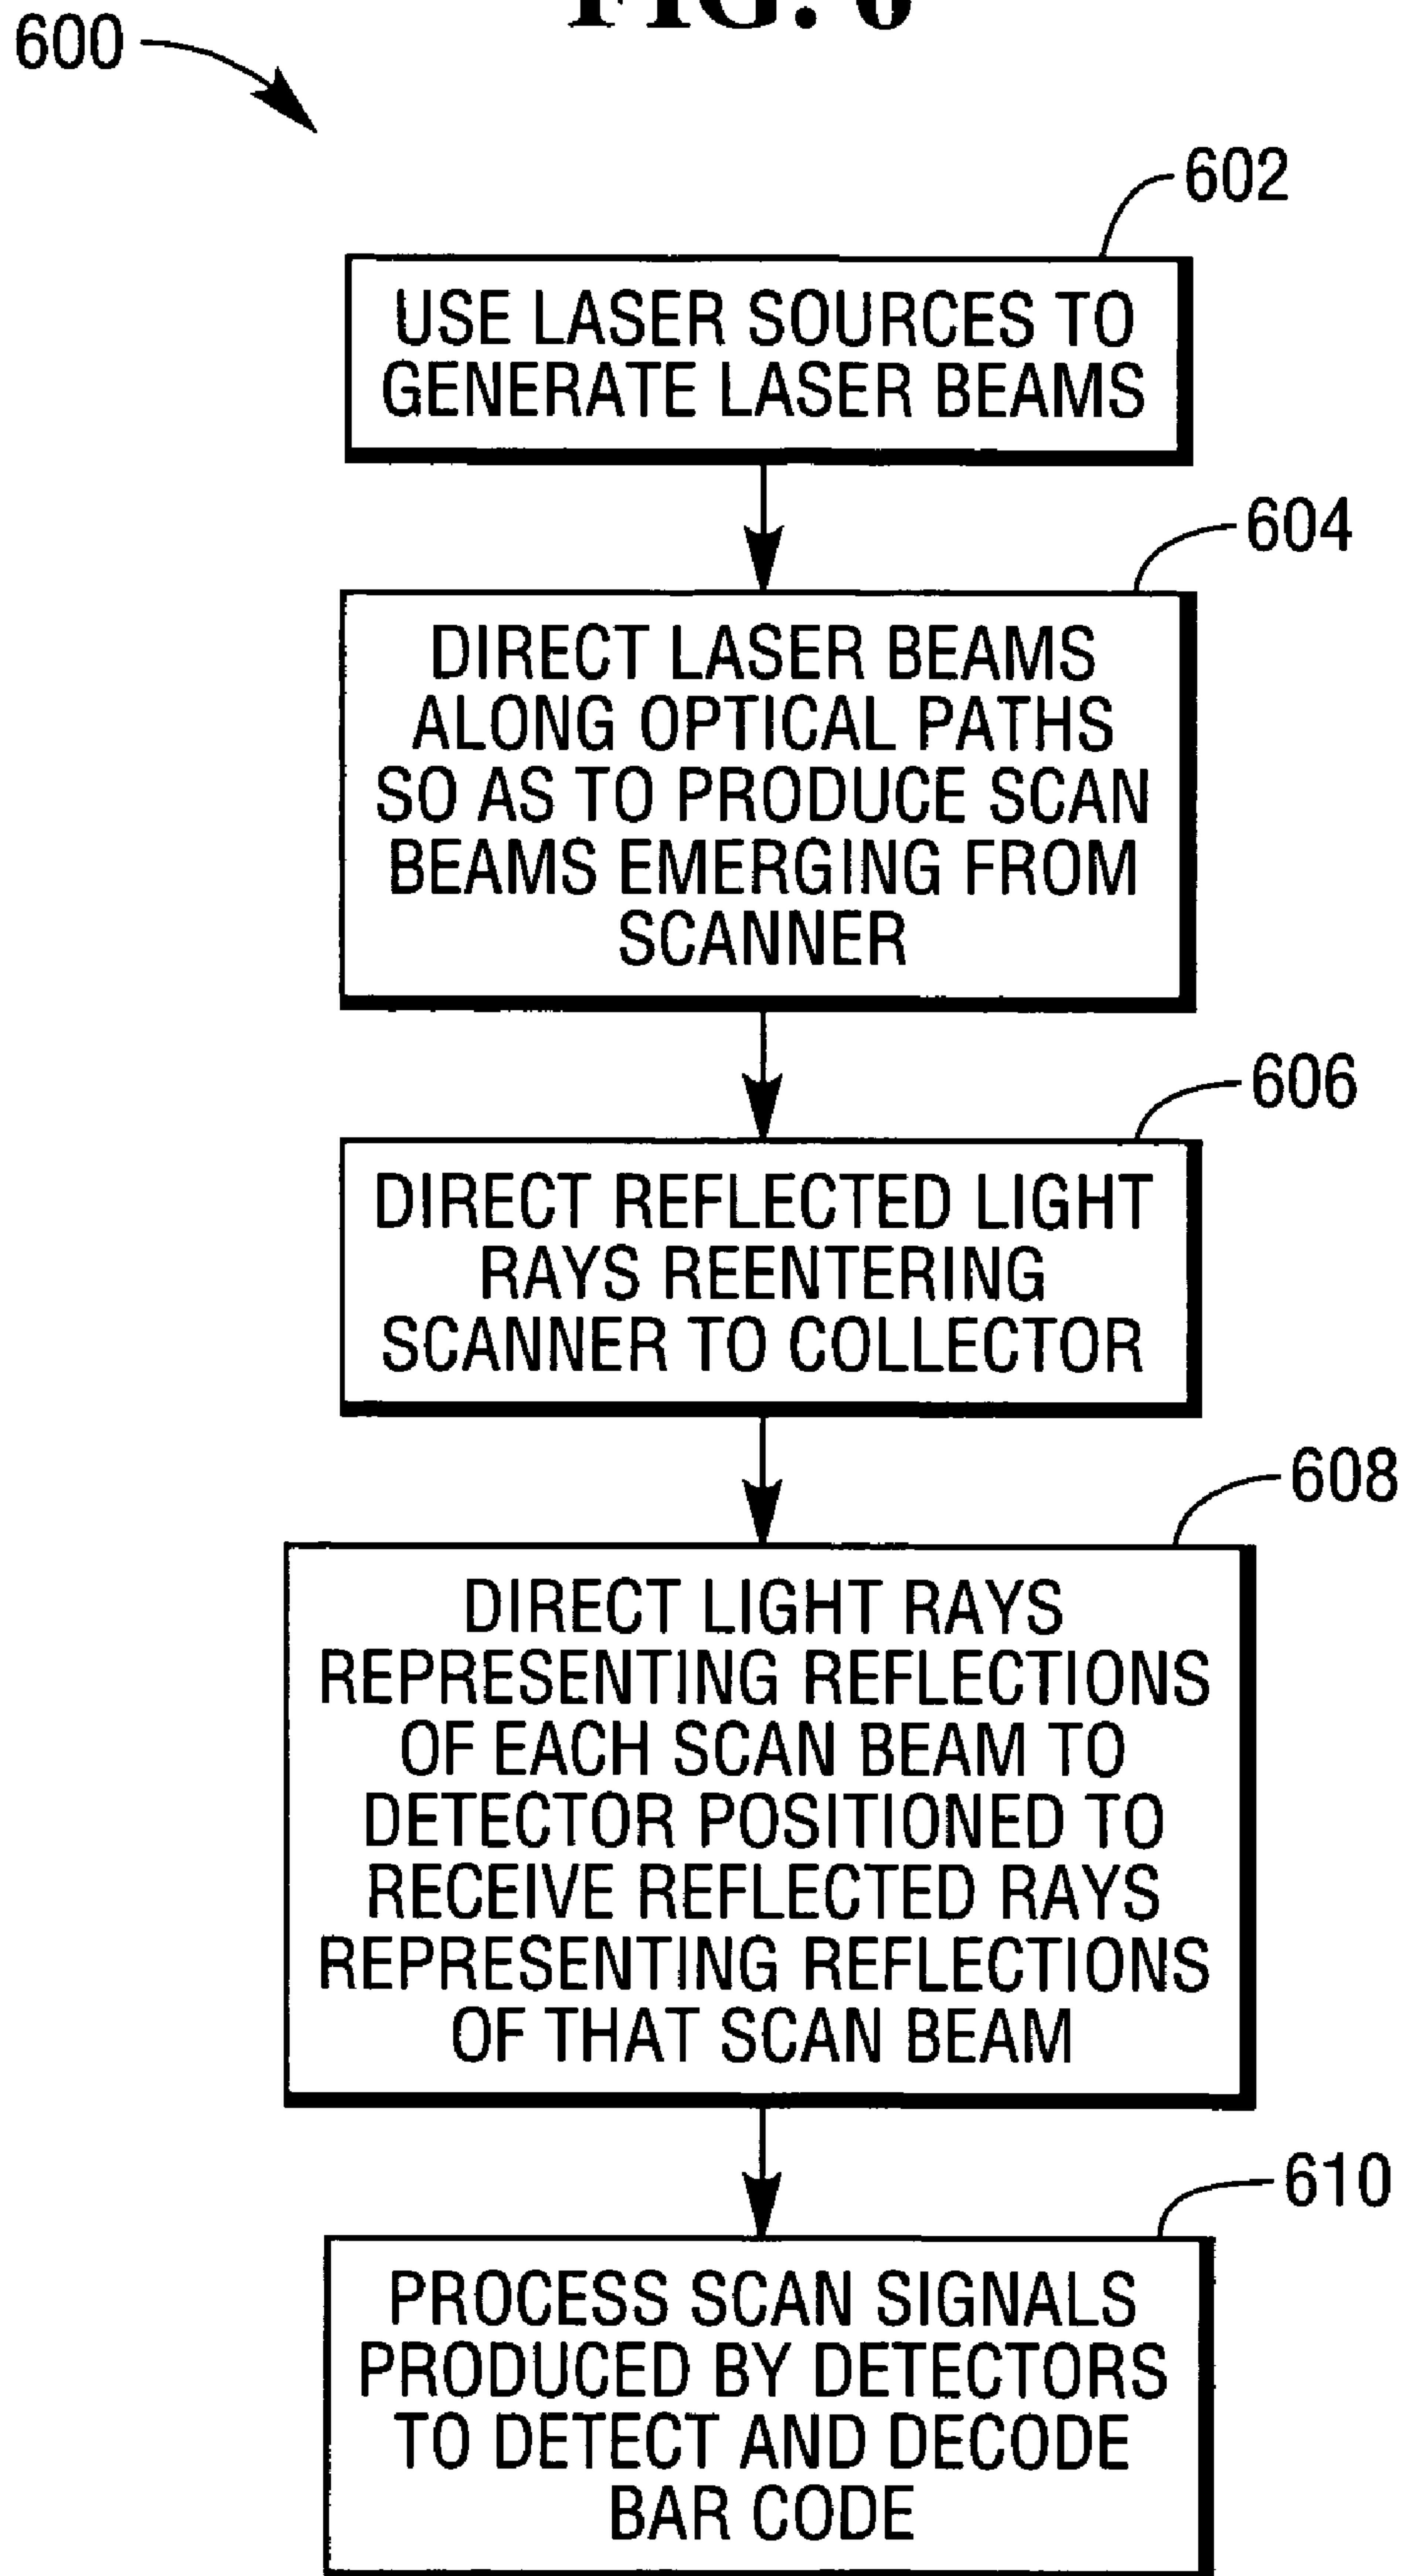 FIG. 6
600
602
USE LASER SOURCES TO
GENERATE LASER BEAMS
604
DIRECT LASER BEAMS
ALONG OPTICAL PATHS
SO AS TO PRODUCE SCAN
BEAMS EMERGING FROM
SCANNER
606
DIRECT REFLECTED LIGHT
RAYS REENTERING
SCANNER TO COLLECTOR
608
DIRECT LIGHT RAYS
REPRESENTING REFLECTIONS
OF EACH SCAN BEAM TO
DETECTOR POSITIONED TO
RECEIVE REFLECTED RAYS
REPRESENTING REFLECTIONS
OF THAT SCAN BEAM
610
PROCESS SCAN SIGNALS
PRODUCED BY DETECTORS
TO DETECT AND DECODE
BAR CODE